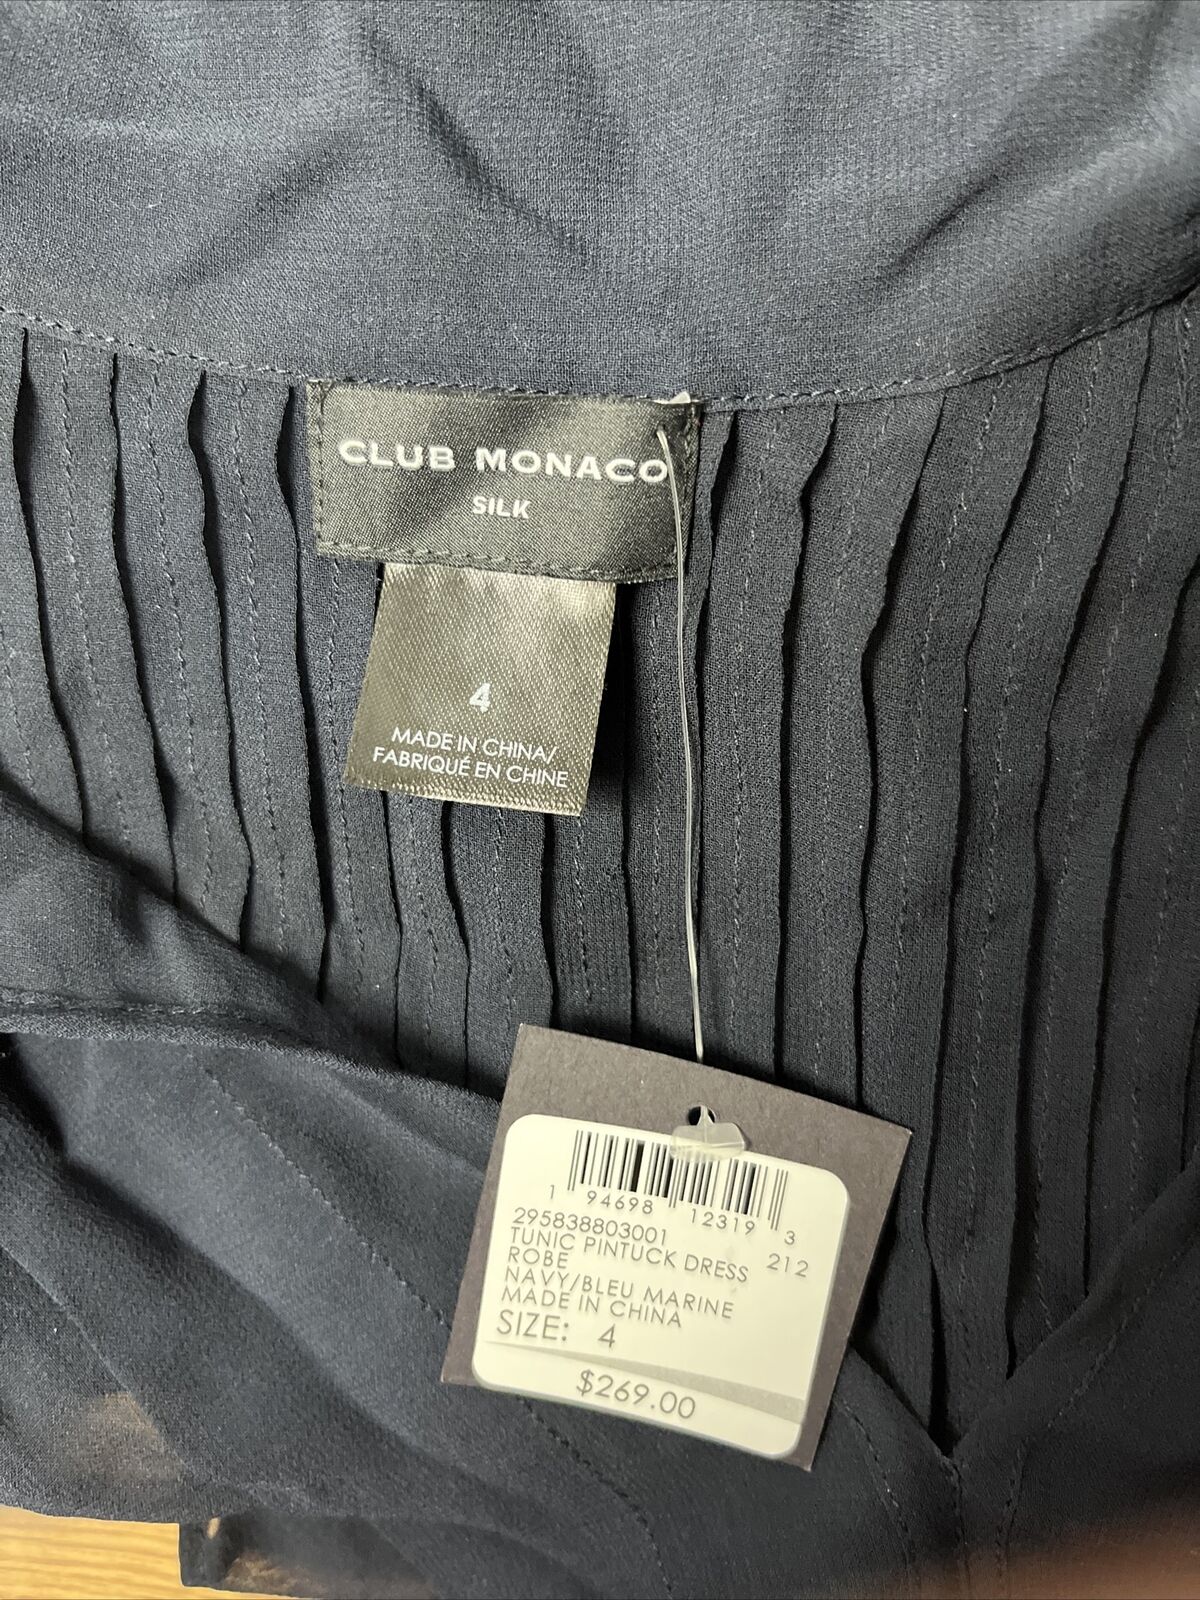 CLUB MONACO
SILK
4
MADE IN CHINA/
FABRIQUÉ EN CHINE
1 94698 12319 3
295838803001 212
TUNIC PINTUCK DRESS
ROBE
NAVY/BLEU MARINE
MADE IN CHINA
SIZE: 4
$269.00